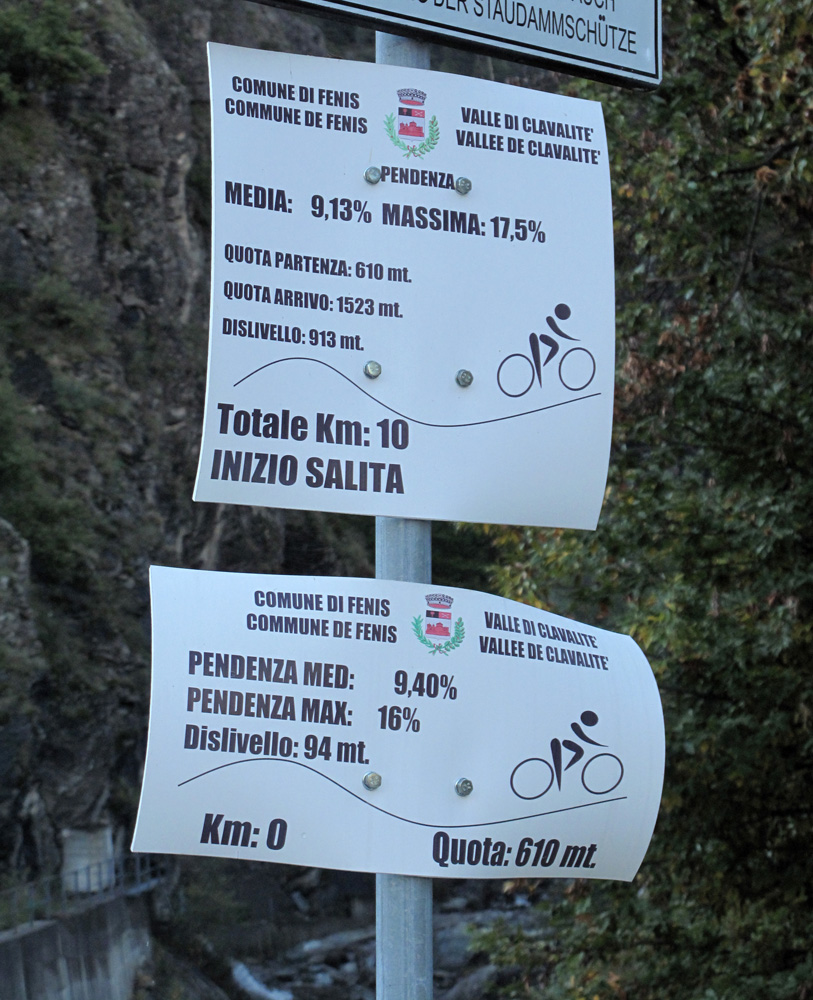 DER STAUDAMMSCHÜTZE
COMUNE DI FENIS
COMMUNE DE FENIS
VALLE DI CLAVALITE'
VALLEE DE CLAVALITE'
PENDENZA
MEDIA: 9,13% MASSIMA: 17,5%
QUOTA PARTENZA: 610 mt.
QUOTA ARRIVO: 1523 mt.
DISLIVELLO: 913 mt.
Totale Km: 10
INIZIO SALITA
COMUNE DI FENIS
COMMUNE DE FENIS
VALLE DI CLAVALITE'
VALLEE DE CLAVALITE'
PENDENZA MED: 9,40%
PENDENZA MAX: 16%
Dislivello: 94 mt.
Km: 0
Quota: 610 mt.